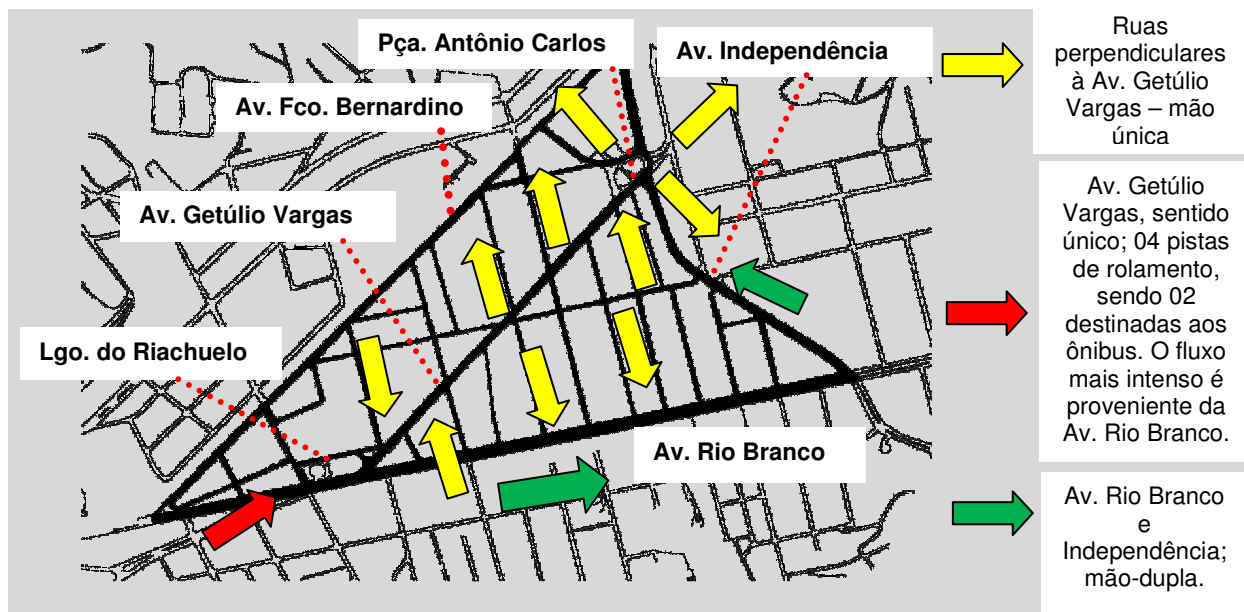 Pça. Antônio Carlos
Av. Independência
Av. Fco. Bernardino
Av. Getúlio Vargas
Lgo. do Riachuelo
Av. Rio Branco
Ruas
perpendiculares
à Av. Getúlio
Vargas – mão
única
Av. Getúlio
Vargas, sentido
único; 04 pistas
de rolamento,
sendo 02
destinadas aos
ônibus. O fluxo
mais intenso é
proveniente da
Av. Rio Branco.
Av. Rio Branco
e
Independência;
mão-dupla.